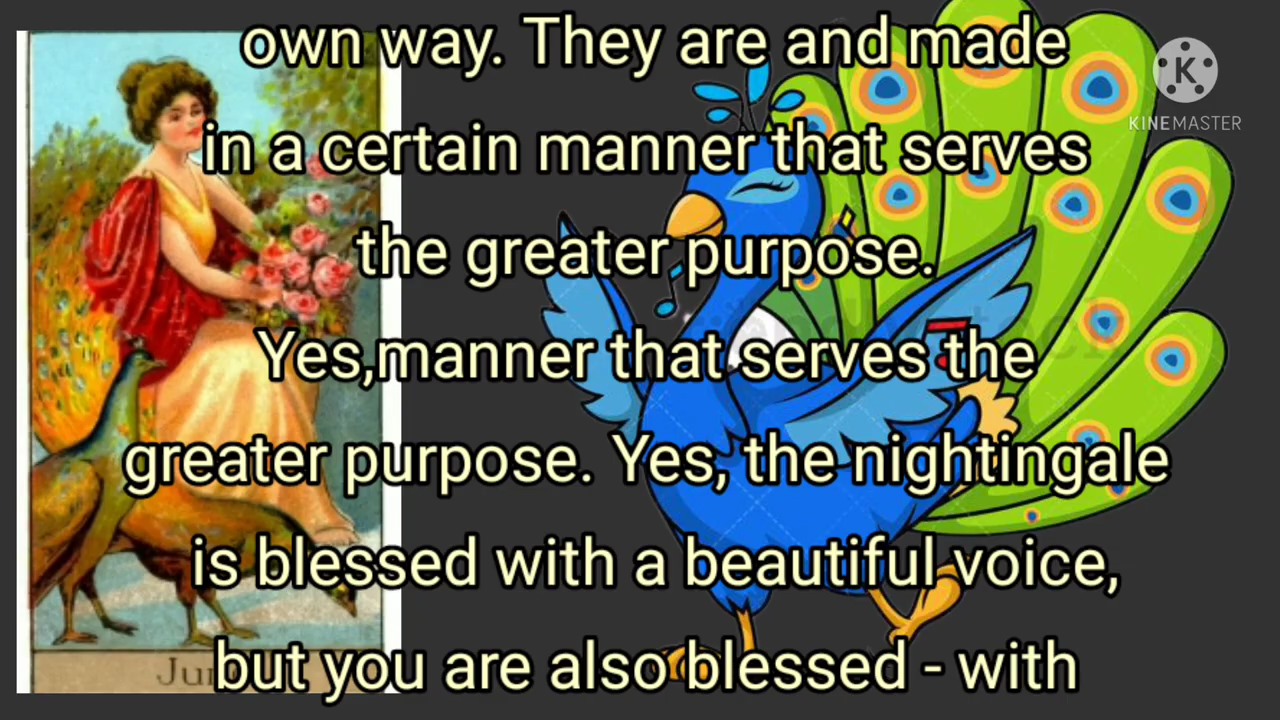 own way. They are and made
in a certain manner that serves
the greater purpose.
Yes,manner that serves the
greater purpose. Yes, the nightingale
is blessed with a beautiful voice,
but you are also blessed - with
KINEMASTER